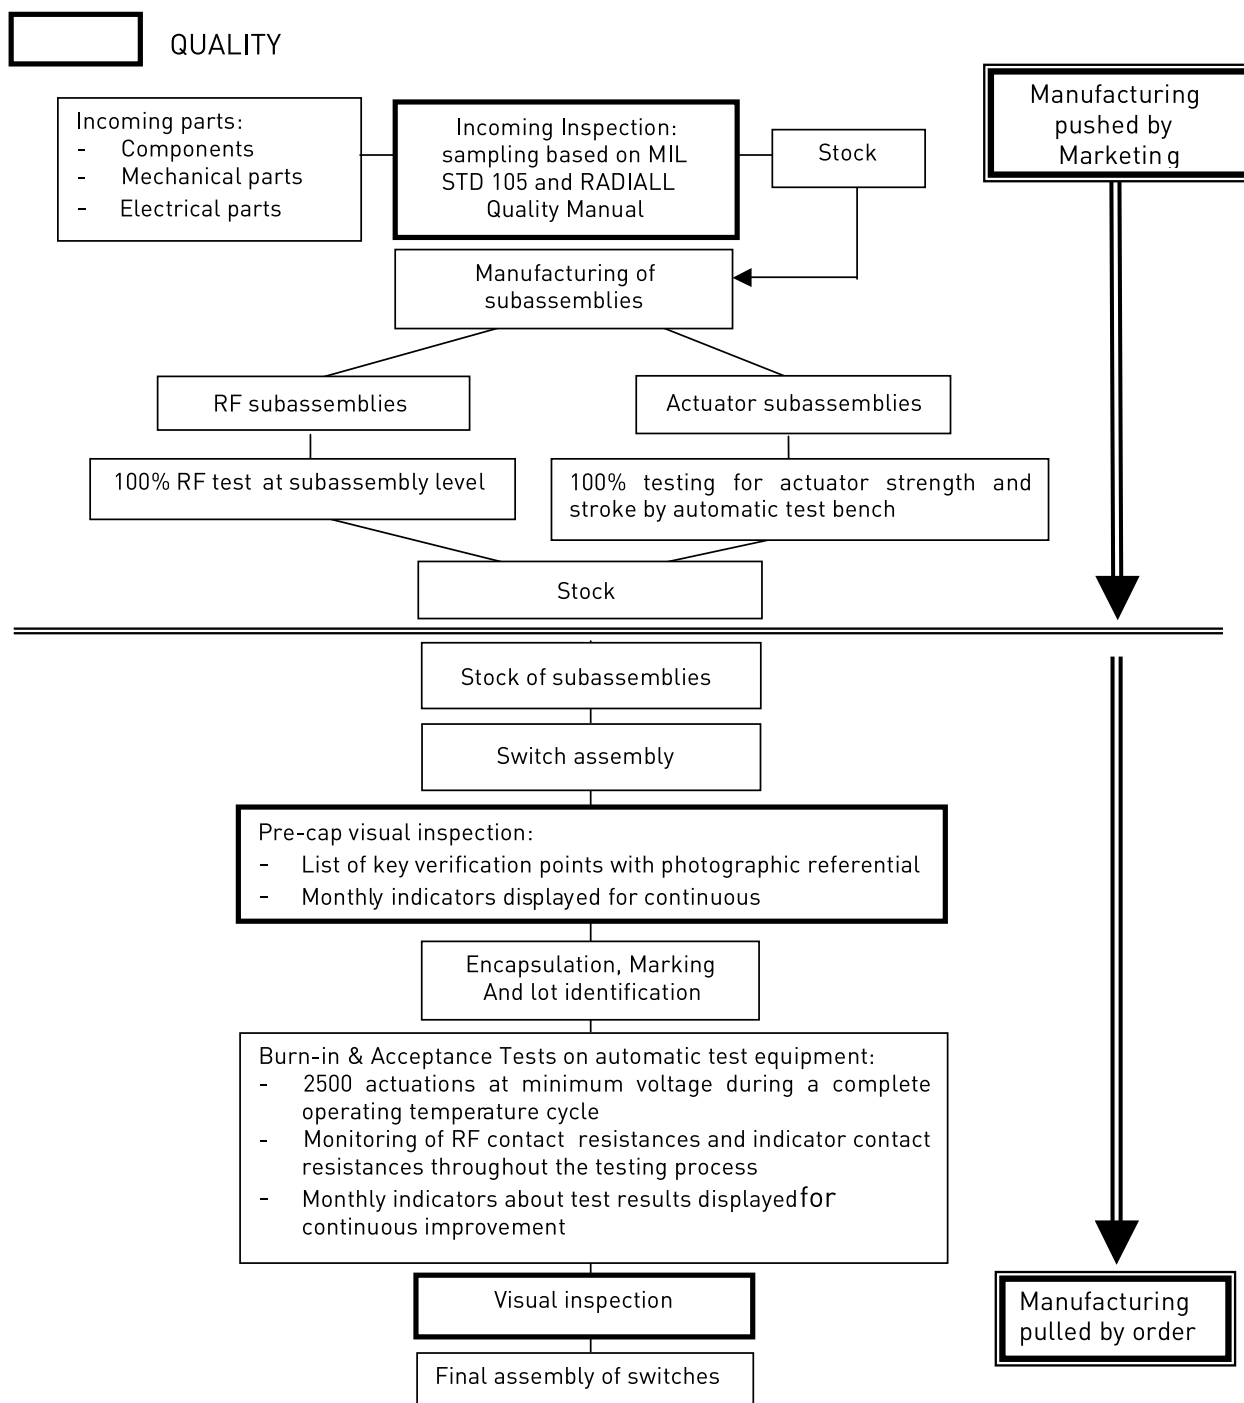 QUALITY
Manufacturing
pushed by
Marketing
Incoming parts:
- Components
- Mechanical parts
- Electrical parts
Incoming Inspection:
sampling based on MIL
STD 105 and RADIALL
Quality Manual
Stock
Manufacturing of
subassemblies
RF subassemblies
Actuator subassemblies
100% RF test at subassembly level
100% testing for actuator strength and
stroke by automatic test bench
Stock
Stock of subassemblies
Switch assembly
Pre-cap visual inspection:
- List of key verification points with photographic referential
- Monthly indicators displayed for continuous
Encapsulation, Marking
And lot identification
Burn-in & Acceptance Tests on automatic test equipment:
- 2500 actuations at minimum voltage during a complete
operating temperature cycle
- Monitoring of RF contact resistances and indicator contact
resistances throughout the testing process
- Monthly indicators about test results displayed for
continuous improvement
Visual inspection
Manufacturing
pulled by order
Final assembly of switches